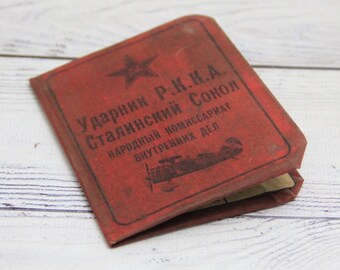 Ударник Р.К.К.А.
Сталинский Сокол
НАРОДНЫЙ КОМИССАРИАТ
ВНУТРЕННИХ ДЕЛ